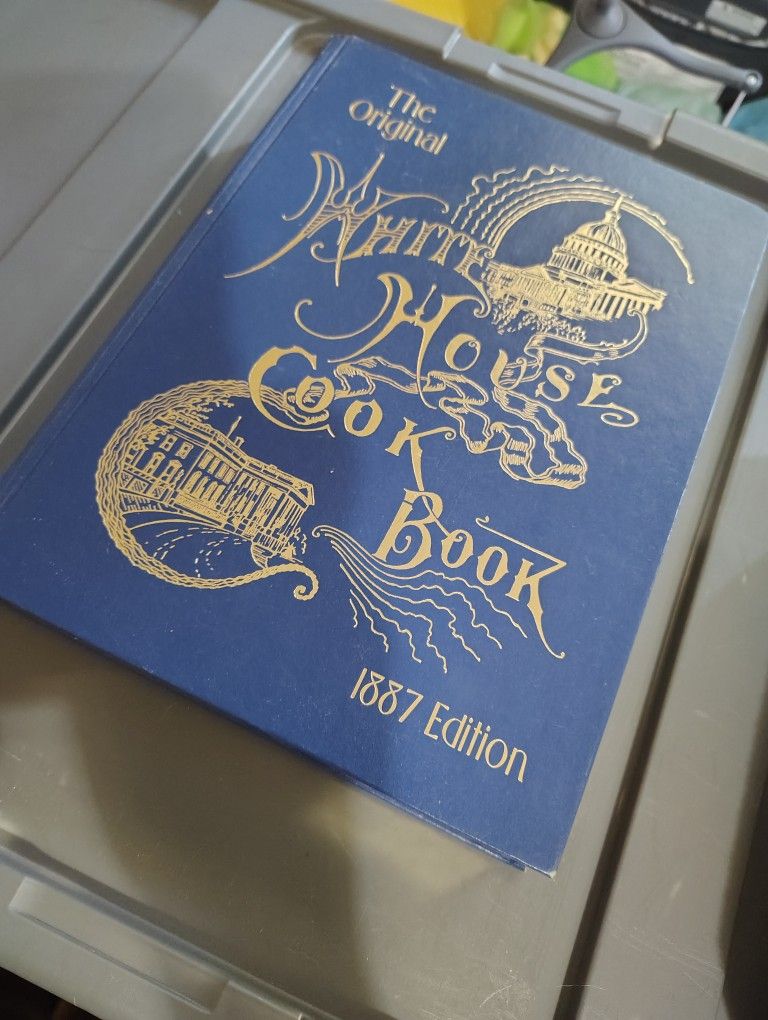 The
Original
White
House
Cook
Book
1887 Edition